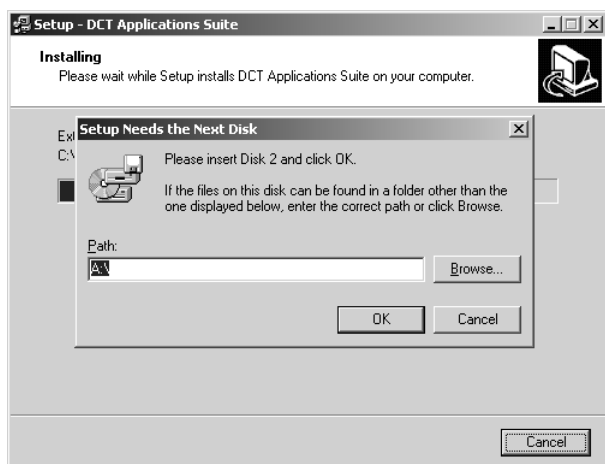 Setup - DCT Applications Suite
Installing
Please wait while Setup installs DCT Applications Suite on your computer.
Setup Needs the Next Disk
Please insert Disk 2 and click OK.
If the files on this disk can be found in a folder other than the
one displayed below, enter the correct path or click Browse.
Path:
A:\
Browse...
OK
Cancel
Cancel